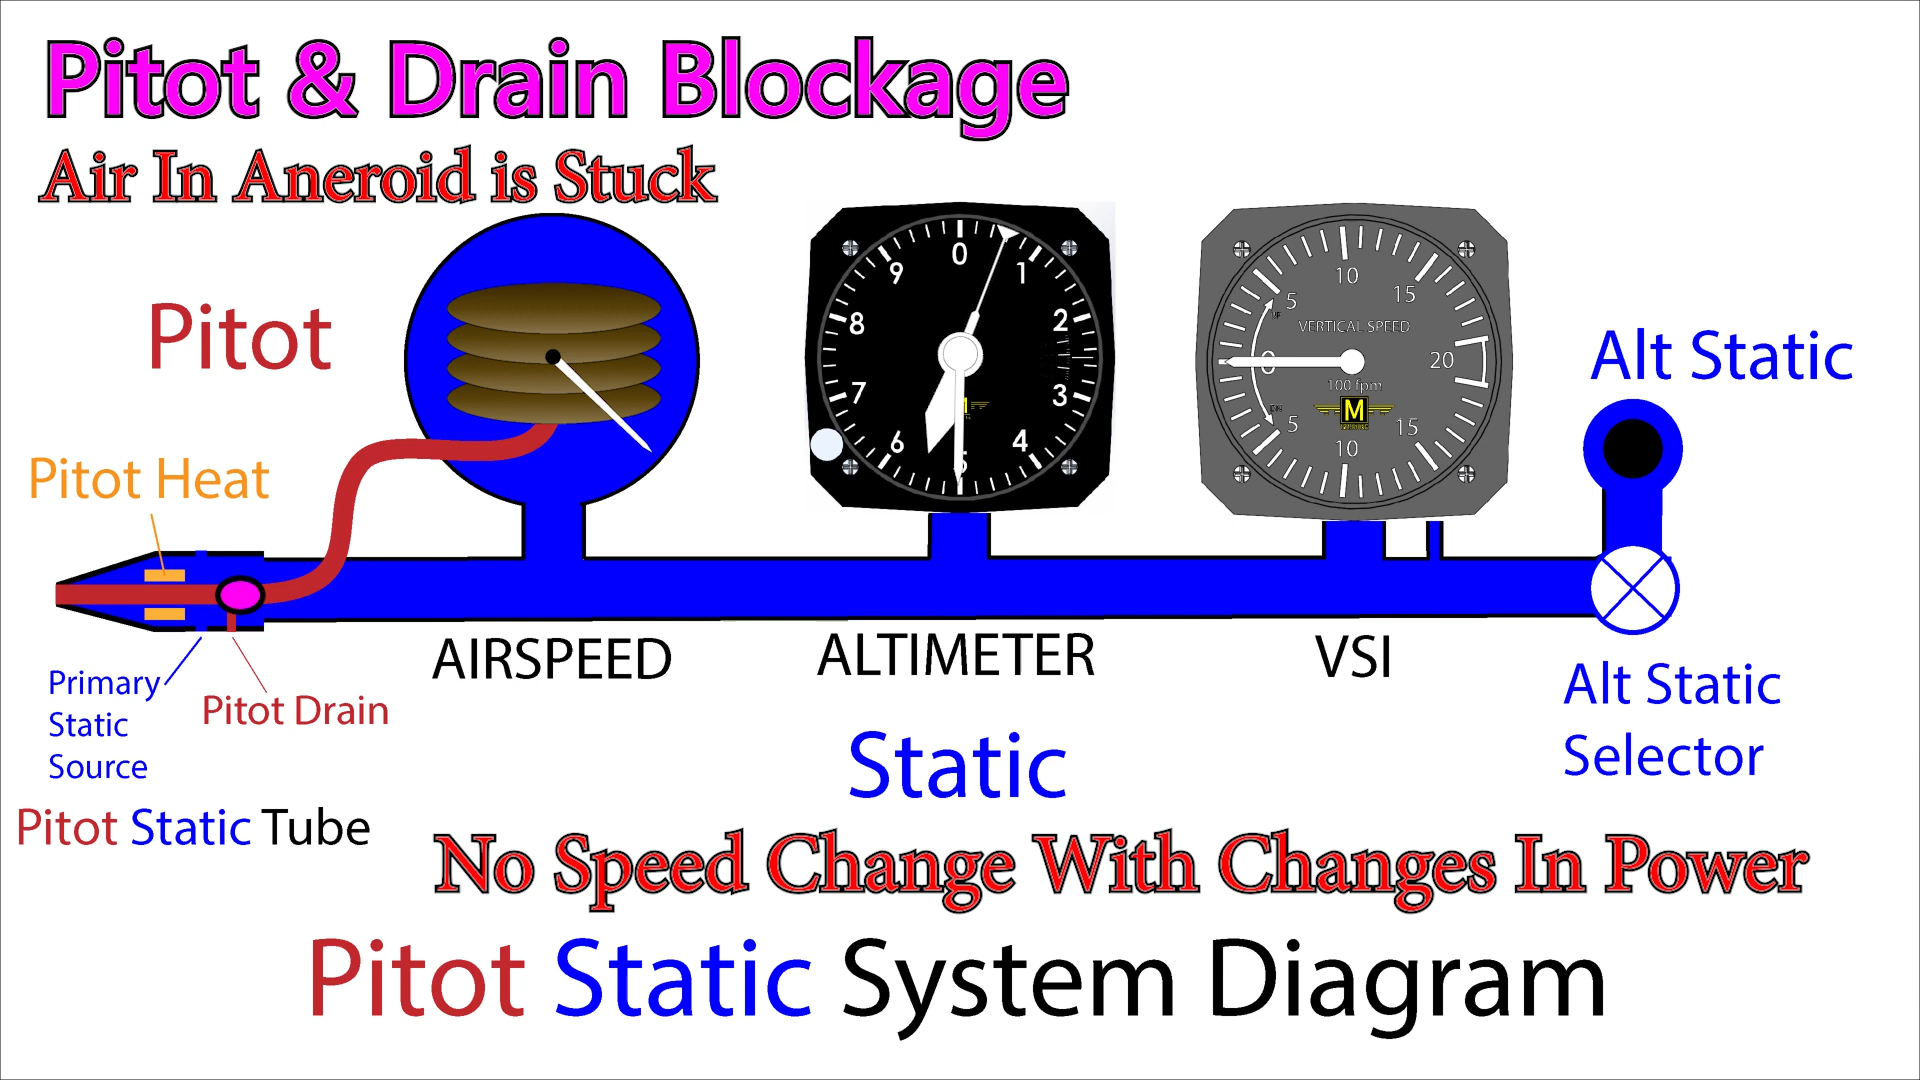 Pitot & Drain Blockage
Air In Aneroid is Stuck
Pitot
Pitot Heat
0
1
2
3
4
5
6
7
8
9
M
10
15
5
UP
VERTICAL SPEED
0
20
100 fpm
M
5
10
15
Alt Static
AIRSPEED
ALTIMETER
VSI
Primary
Static
Source
Pitot Drain
Alt Static
Selector
Static
Pitot Static Tube
No Speed Change With Changes In Power
Pitot Static System Diagram